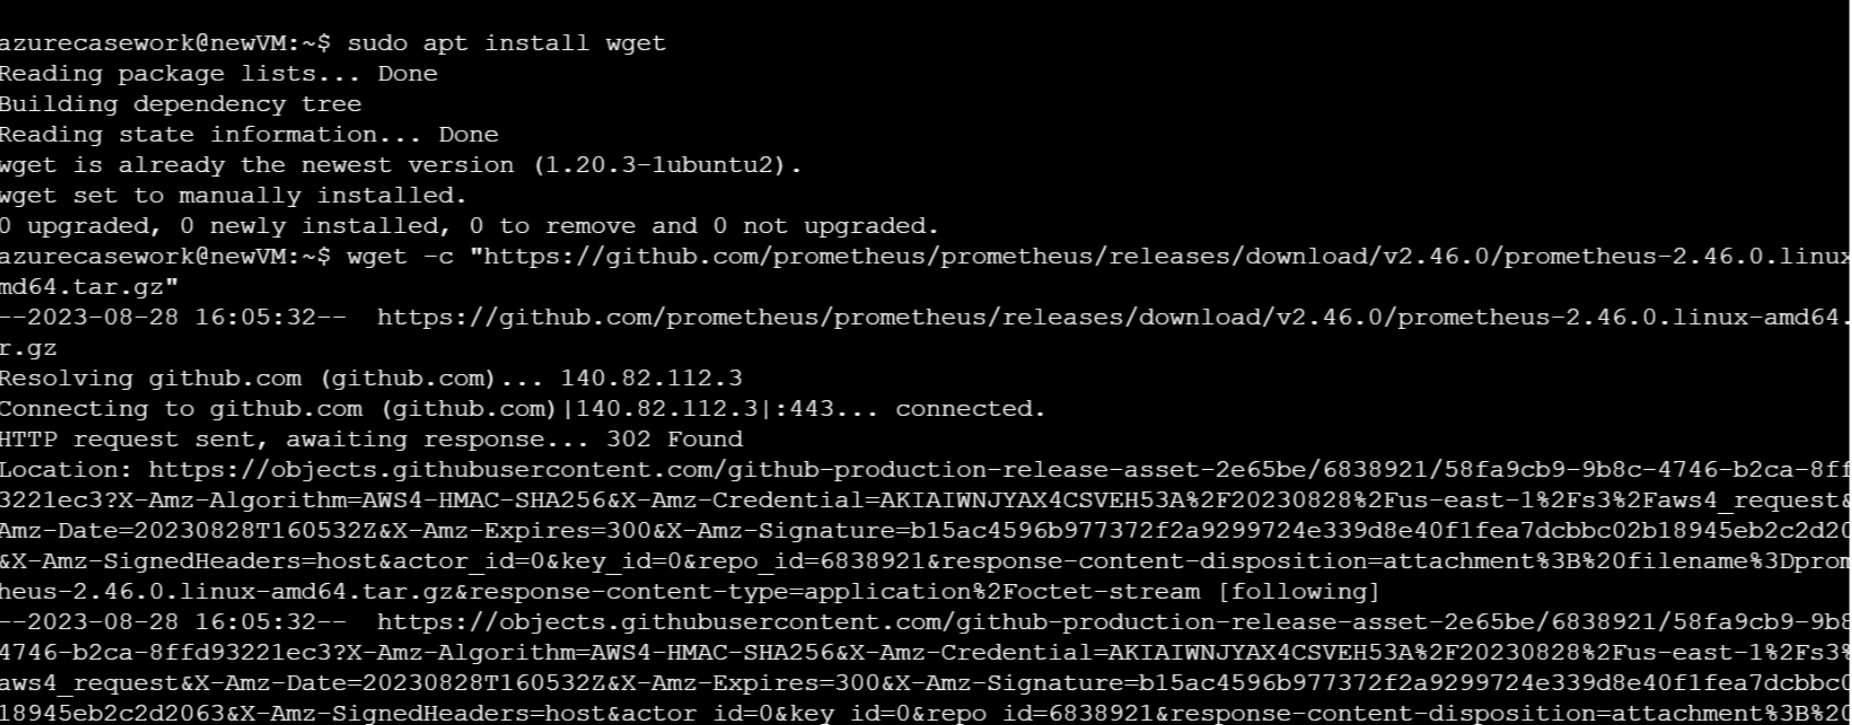 azurecasework@newVM:~$ sudo apt install wget
Reading package lists... Done
Building dependency tree
Reading state information... Done
wget is already the newest version (1.20.3-1ubuntu2).
wget set to manually installed.
0 upgraded, 0 newly installed, 0 to remove and 0 not upgraded.
azurecasework@newVM:~$ wget -c "https://github.com/prometheus/prometheus/releases/download/v2.46.0/prometheus-2.46.0.linux
md64.tar.gz"
--2023-08-28 16:05:32--  https://github.com/prometheus/prometheus/releases/download/v2.46.0/prometheus-2.46.0.linux-amd64.
r.gz
Resolving github.com (github.com)... 140.82.112.3
Connecting to github.com (github.com)|140.82.112.3|:443... connected.
HTTP request sent, awaiting response... 302 Found
Location: https://objects.githubusercontent.com/github-production-release-asset-2e65be/6838921/58fa9cb9-9b8c-4746-b2ca-8ff
3221ec3?X-Amz-Algorithm=AWS4-HMAC-SHA256&X-Amz-Credential=AKIAIWNJYAX4CSVEH53A%2F20230828%2Fus-east-1%2Fs3%2Faws4_request&
Amz-Date=20230828T160532Z&X-Amz-Expires=300&X-Amz-Signature=b15ac4596b977372f2a9299724e339d8e40f1fea7dcbbc02b18945eb2c2d20
&X-Amz-SignedHeaders=host&actor_id=0&key_id=0&repo_id=6838921&response-content-disposition=attachment%3B%20filename%3Dprom
heus-2.46.0.linux-amd64.tar.gz&response-content-type=application%2Foctet-stream [following]
--2023-08-28 16:05:32--  https://objects.githubusercontent.com/github-production-release-asset-2e65be/6838921/58fa9cb9-9b8
4746-b2ca-8ffd93221ec3?X-Amz-Algorithm=AWS4-HMAC-SHA256&X-Amz-Credential=AKIAIWNJYAX4CSVEH53A%2F20230828%2Fus-east-1%2Fs3%
aws4_request&X-Amz-Date=20230828T160532Z&X-Amz-Expires=300&X-Amz-Signature=b15ac4596b977372f2a9299724e339d8e40f1fea7dcbbc0
18945eb2c2d2063&X-Amz-SignedHeaders=host&actor_id=0&key_id=0&repo_id=6838921&response-content-disposition=attachment%3B%20